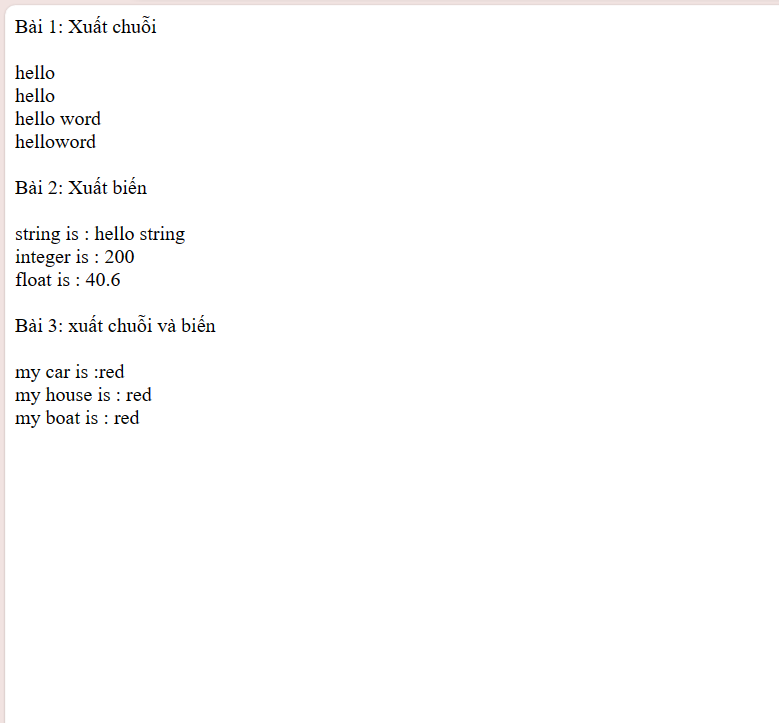 Bài 1: Xuất chuỗi
hello
hello
hello word
helloword
Bài 2: Xuất biến
string is : hello string
integer is : 200
float is : 40.6
Bài 3: xuất chuỗi và biến
my car is :red
my house is : red
my boat is : red